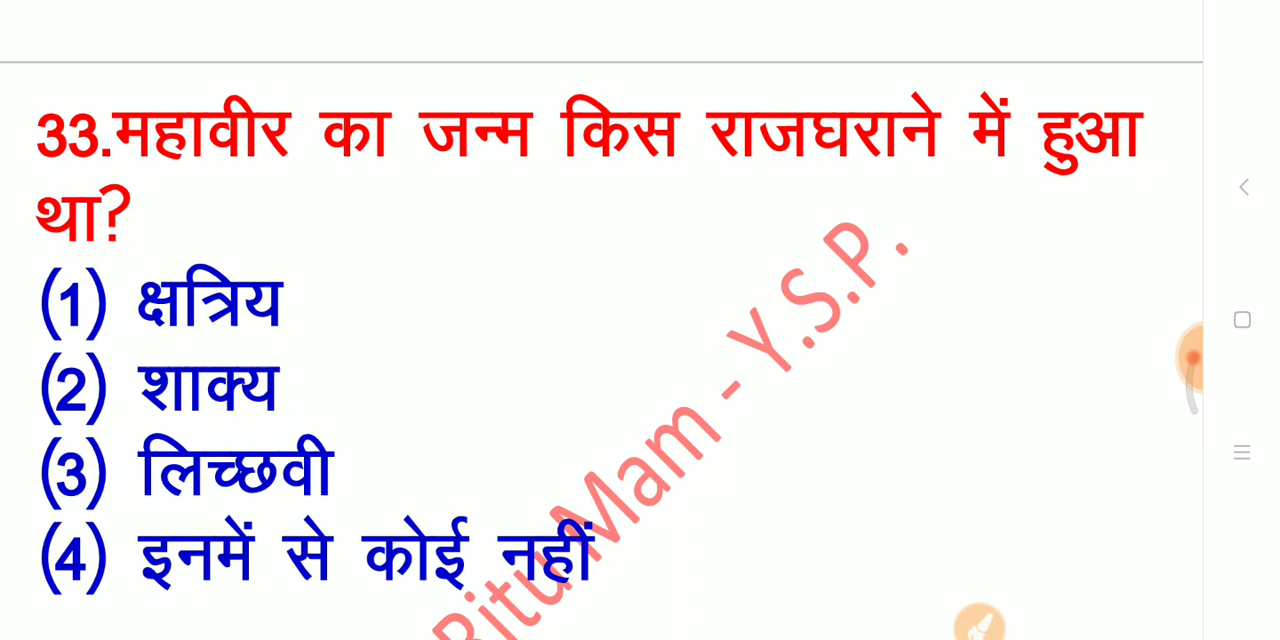 33.महावीर का जन्म किस राजघराने में हुआ
था?
(1) क्षत्रिय
(2) शाक्य
(3) लिच्छवी
(4) इनमें से कोई नहीं
Ritu Mam - Y.S.P.